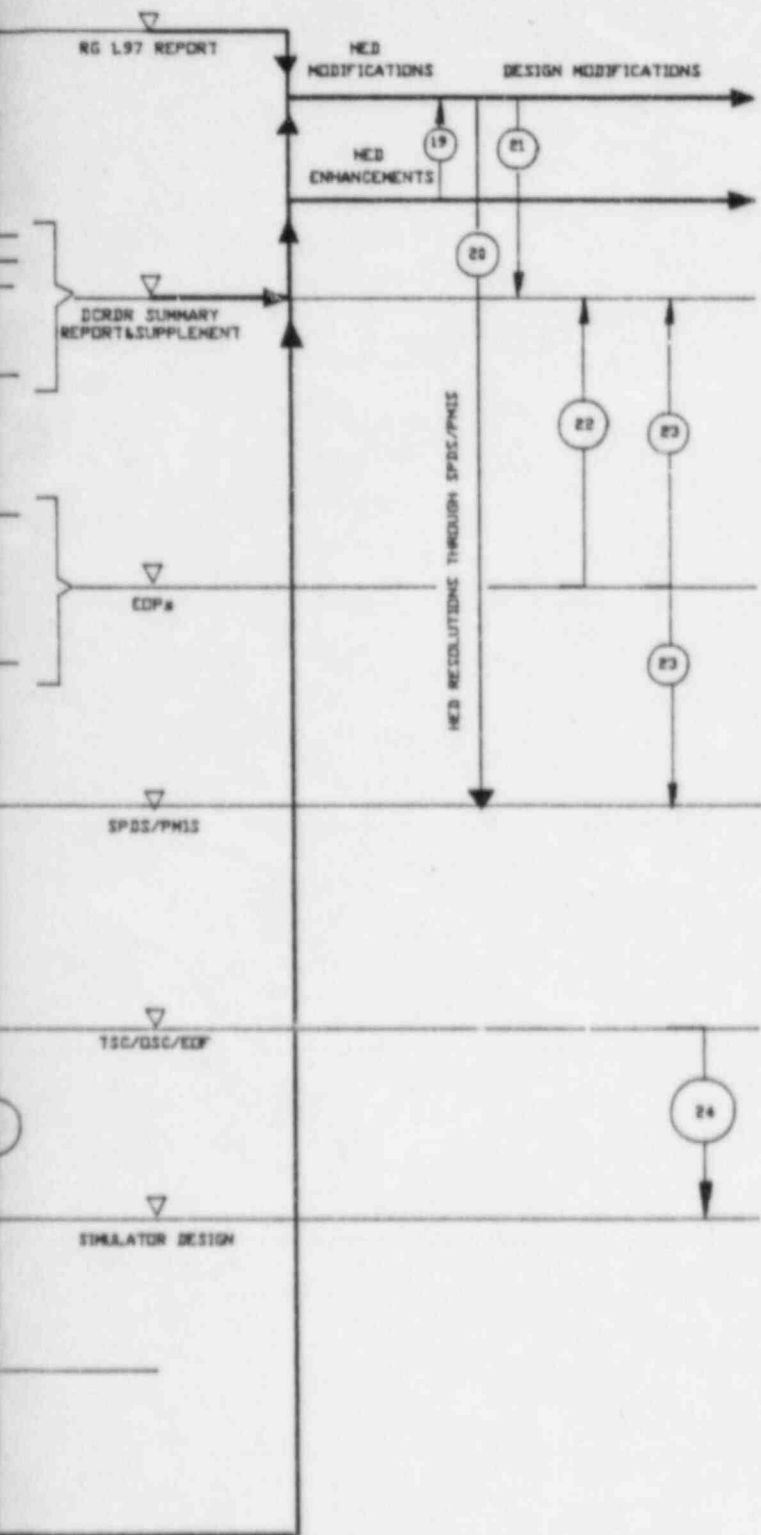 RG 1.97 REPORT
HED
MODIFICATIONS
DESIGN MODIFICATIONS
19
21
HED
ENHANCEMENTS
20
DCRDR SUMMARY
REPORT&SUPPLEMENT
22
23
HED RESOLUTIONS THROUGH SPDS/PMIS
EOPs
23
SPDS/PMIS
TSC/OSC/EOF
24
SIMULATOR DESIGN